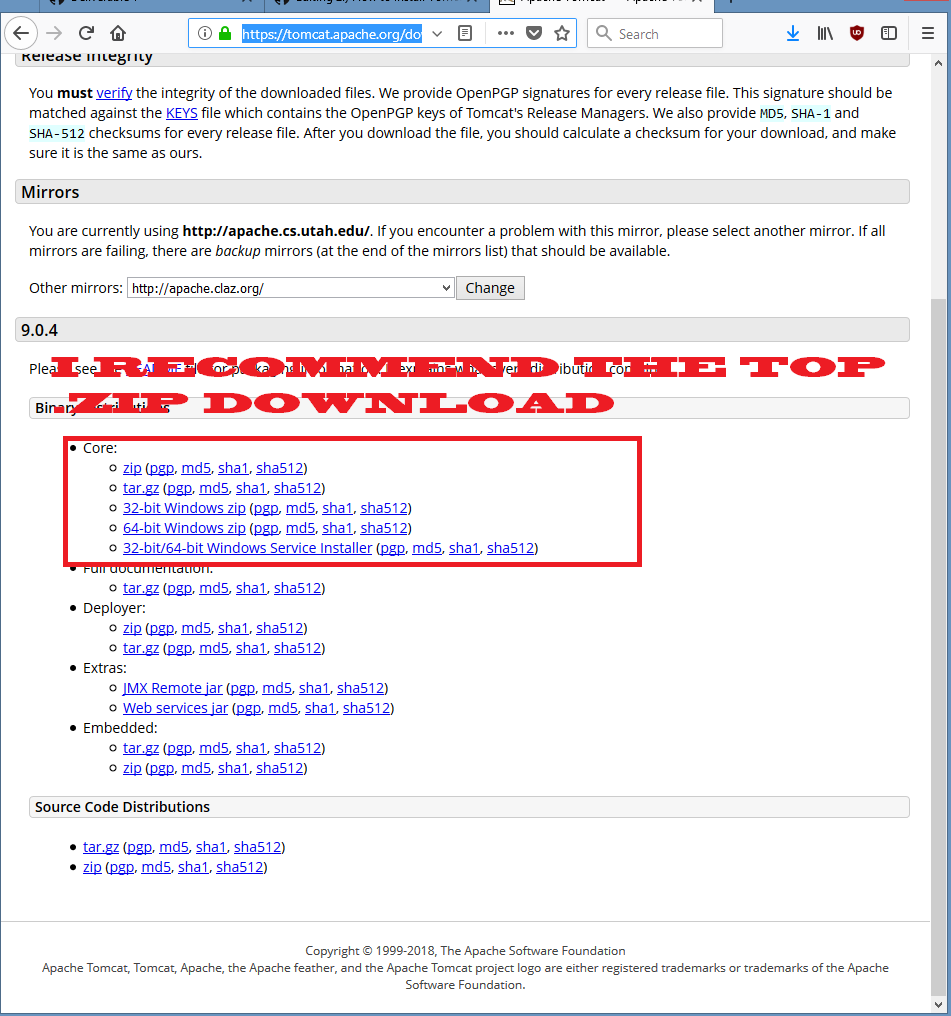 https://tomcat.apache.org/do
Search
Release Integrity
You must verify the integrity of the downloaded files. We provide OpenPGP signatures for every release file. This signature should be
matched against the KEYS file which contains the OpenPGP keys of Tomcat's Release Managers. We also provide MD5, SHA-1 and
SHA-512 checksums for every release file. After you download the file, you should calculate a checksum for your download, and make
sure it is the same as ours.
Mirrors
You are currently using http://apache.cs.utah.edu/. If you encounter a problem with this mirror, please select another mirror. If all
mirrors are failing, there are backup mirrors (at the end of the mirrors list) that should be available.
Other mirrors: http://apache.claz.org/ Change
9.0.4
I RECOMMEND THE TOP
Please see the
.ZIP DOWNLOAD
Binary Distributions
Core:
zip (pgp, md5, sha1, sha512)
tar.gz (pgp, md5, sha1, sha512)
32-bit Windows zip (pgp, md5, sha1, sha512)
64-bit Windows zip (pgp, md5, sha1, sha512)
32-bit/64-bit Windows Service Installer (pgp, md5, sha1, sha512)
Full documentation:
tar.gz (pgp, md5, sha1, sha512)
Deployer:
zip (pgp, md5, sha1, sha512)
tar.gz (pgp, md5, sha1, sha512)
Extras:
JMX Remote jar (pgp, md5, sha1, sha512)
Web services jar (pgp, md5, sha1, sha512)
Embedded:
tar.gz (pgp, md5, sha1, sha512)
zip (pgp, md5, sha1, sha512)
Source Code Distributions
tar.gz (pgp, md5, sha1, sha512)
zip (pgp, md5, sha1, sha512)
Copyright © 1999-2018, The Apache Software Foundation
Apache Tomcat, Tomcat, Apache, the Apache feather, and the Apache Tomcat project logo are either registered trademarks or trademarks of the Apache
Software Foundation.